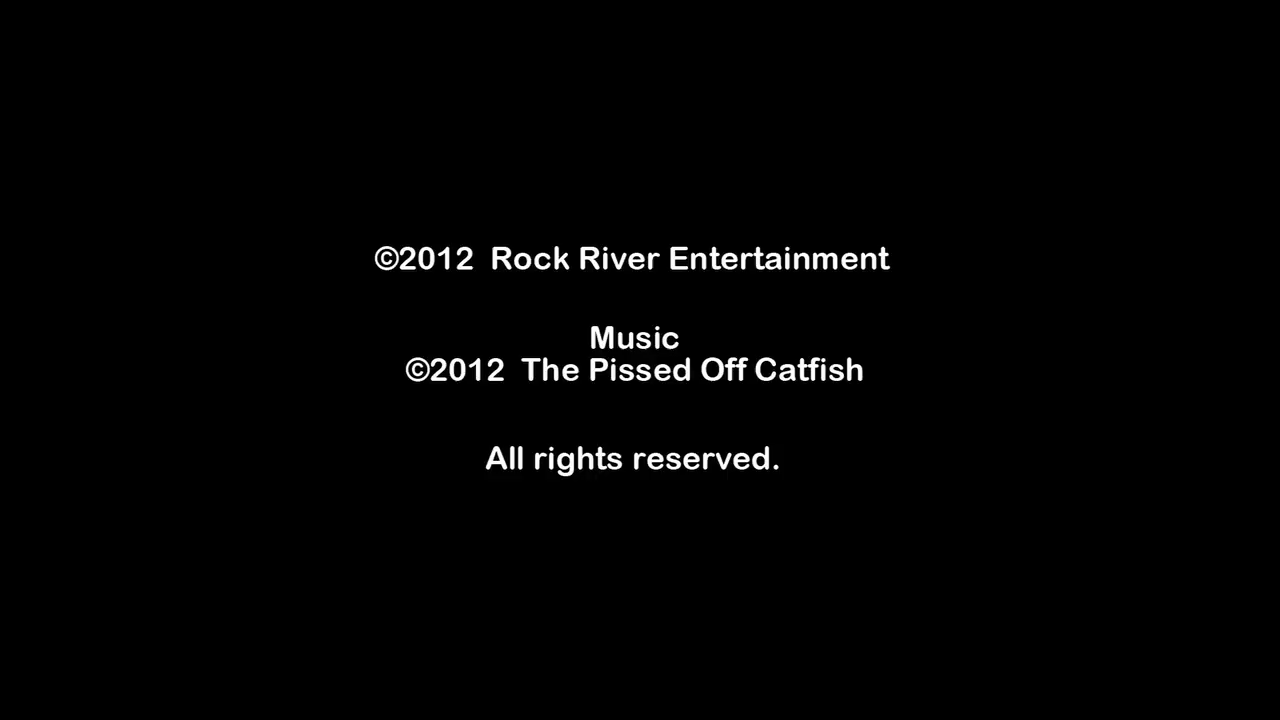 ©2012 Rock River Entertainment
Music
©2012 The Pissed Off Catfish
All rights reserved.